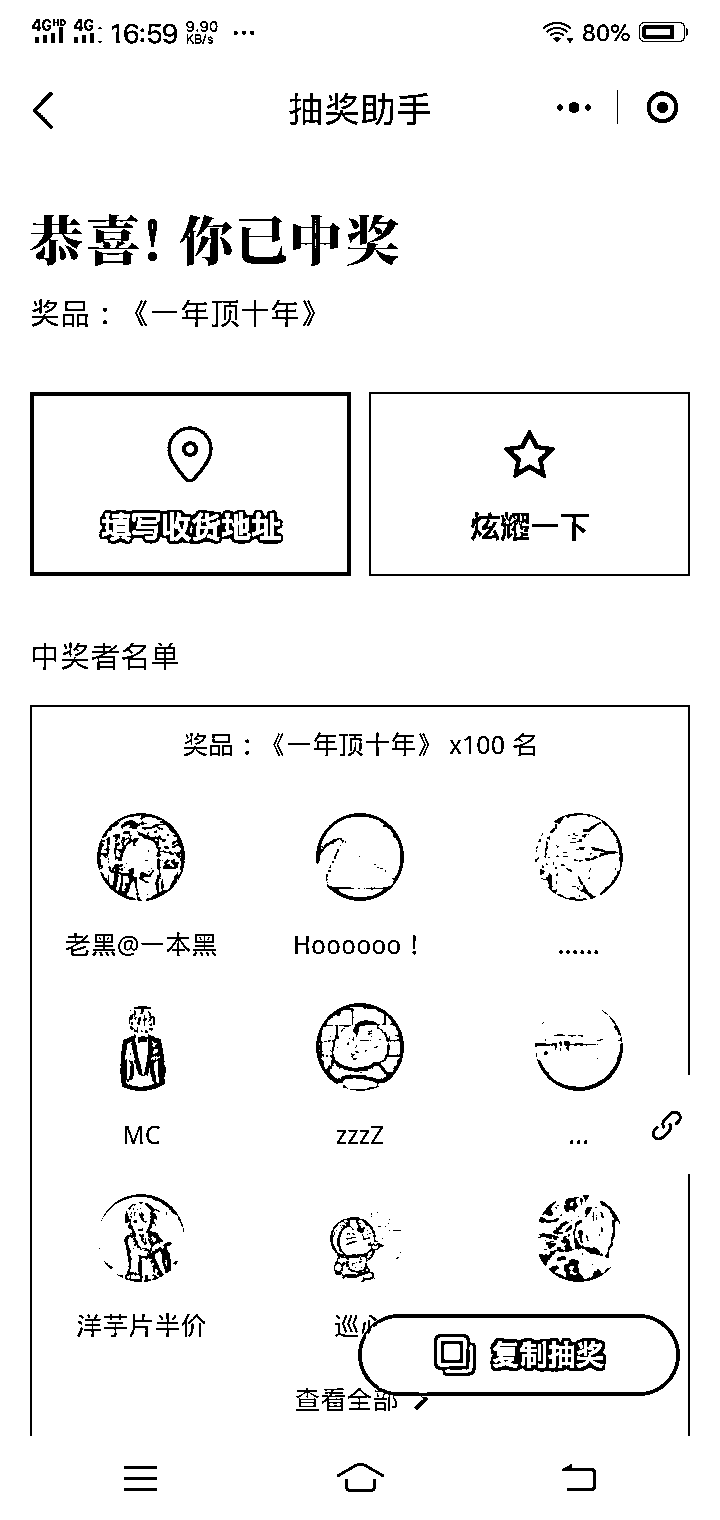 4GHD 4G 16:59 9.90 KB/s ... 80%
抽奖助手
恭喜! 你已中奖
奖品：《一年顶十年》
填写收货地址 炫耀一下
中奖者名单
奖品：《一年顶十年》 x100 名
老黑@一本黑 Hoooooo！ ......
MC zzzZ ...
洋芋片半价 巡
复制抽奖
查看全部